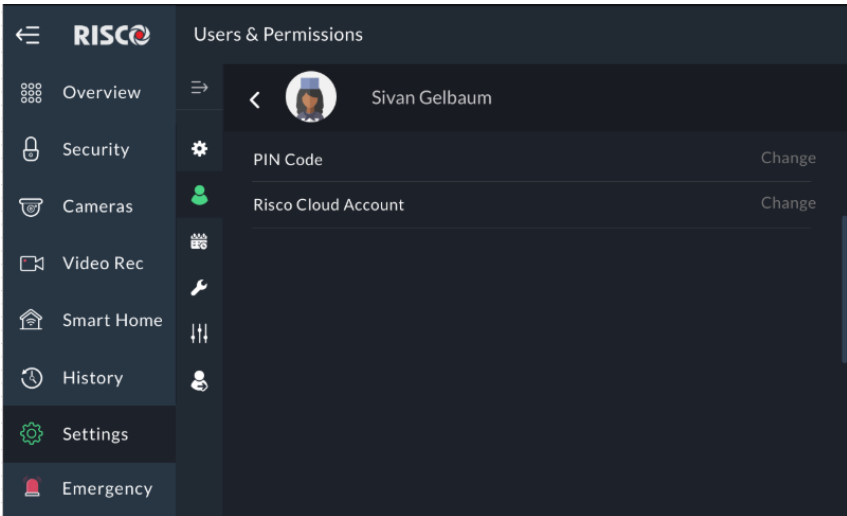 RISCO
Users & Permissions
Overview
Sivan Gelbaum
Security
PIN Code
Change
Cameras
Risco Cloud Account
Change
Video Rec
Smart Home
History
Settings
Emergency